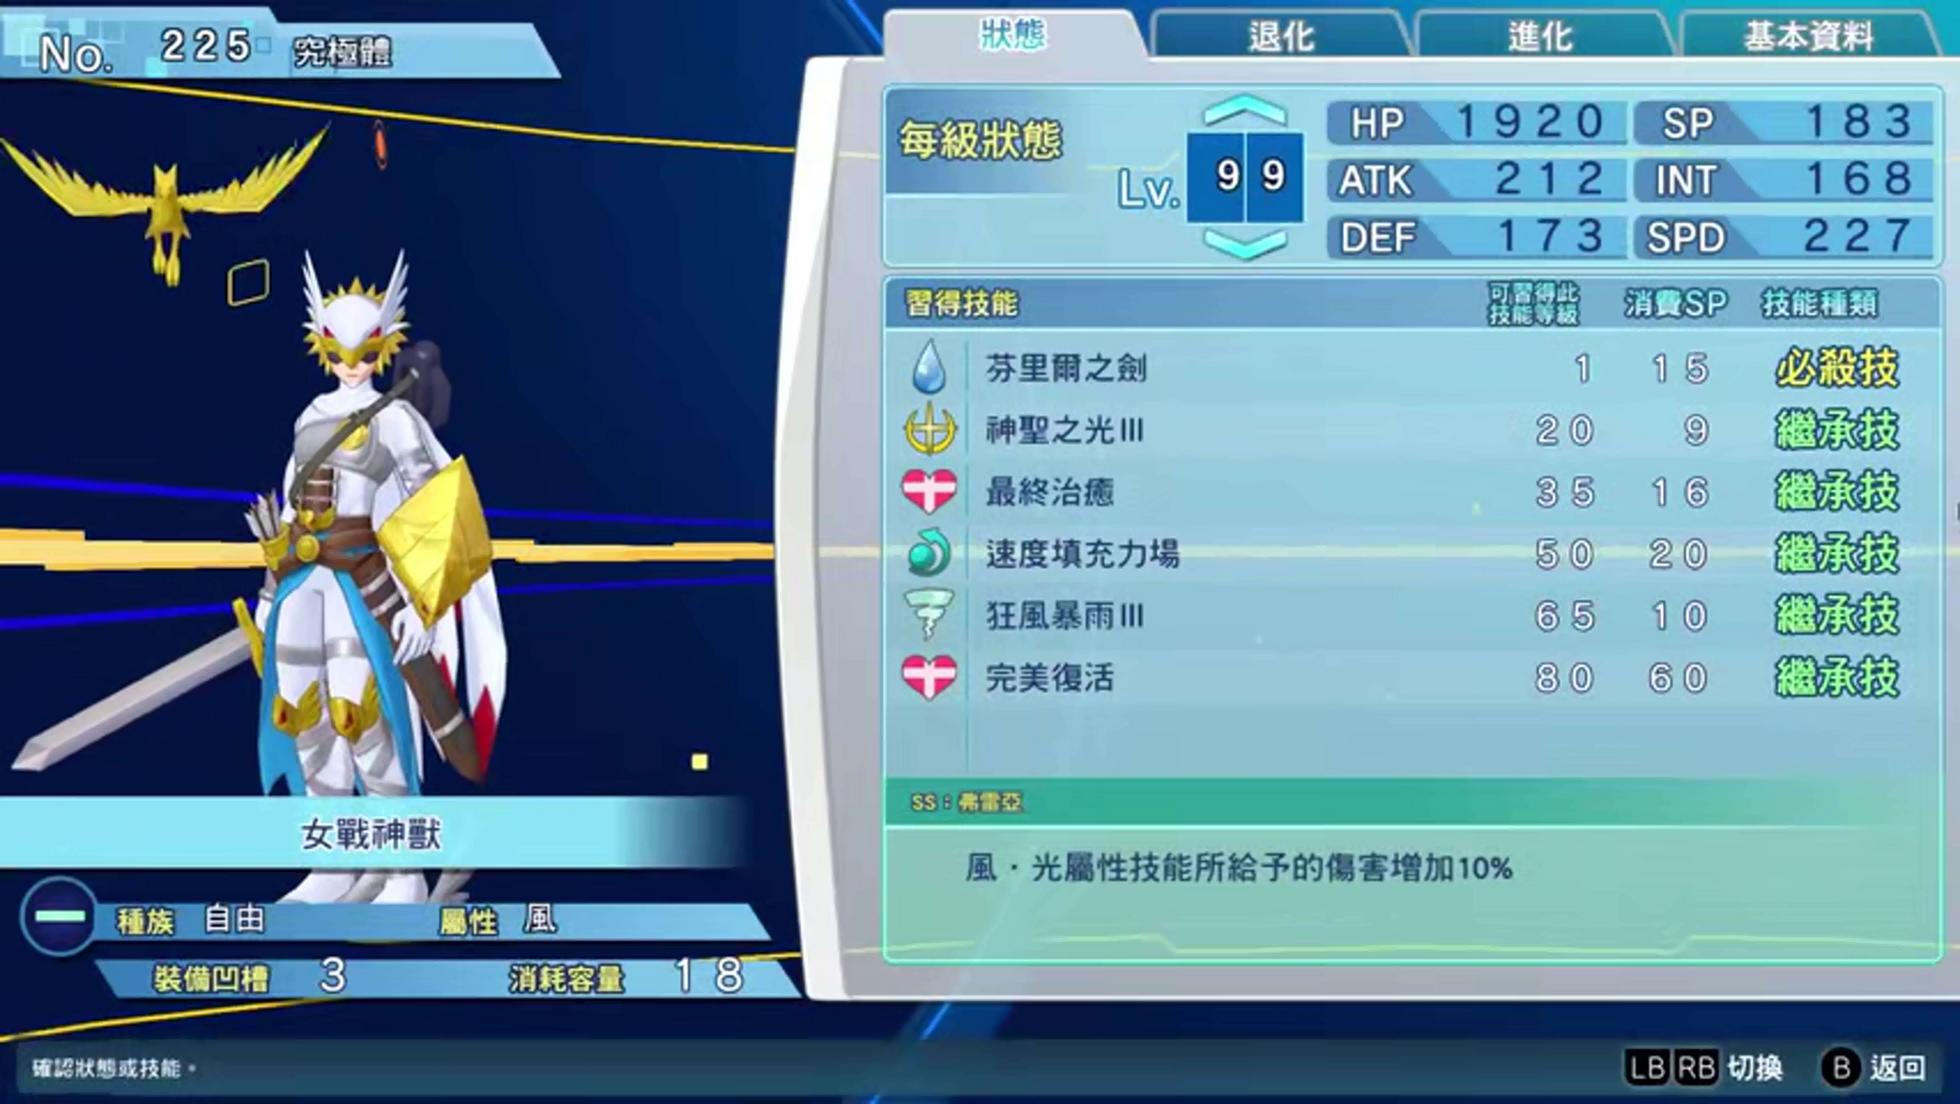 No. 225 究極體
狀態 退化 進化 基本資料
每級狀態
Lv. 99
HP 1920 SP 183
ATK 212 INT 168
DEF 173 SPD 227
習得技能 可習得此技能等級 消費SP 技能種類
芬里爾之劍 1 15 必殺技
神聖之光III 20 9 繼承技
最終治癒 35 16 繼承技
速度填充力場 50 20 繼承技
狂風暴雨III 65 10 繼承技
完美復活 80 60 繼承技
SS：弗雷亞
風・光屬性技能所給予的傷害增加10%
女戰神獸
種族 自由 屬性 風
裝備凹槽 3 消耗容量 18
確認狀態或技能。
LB RB 切換 B 返回